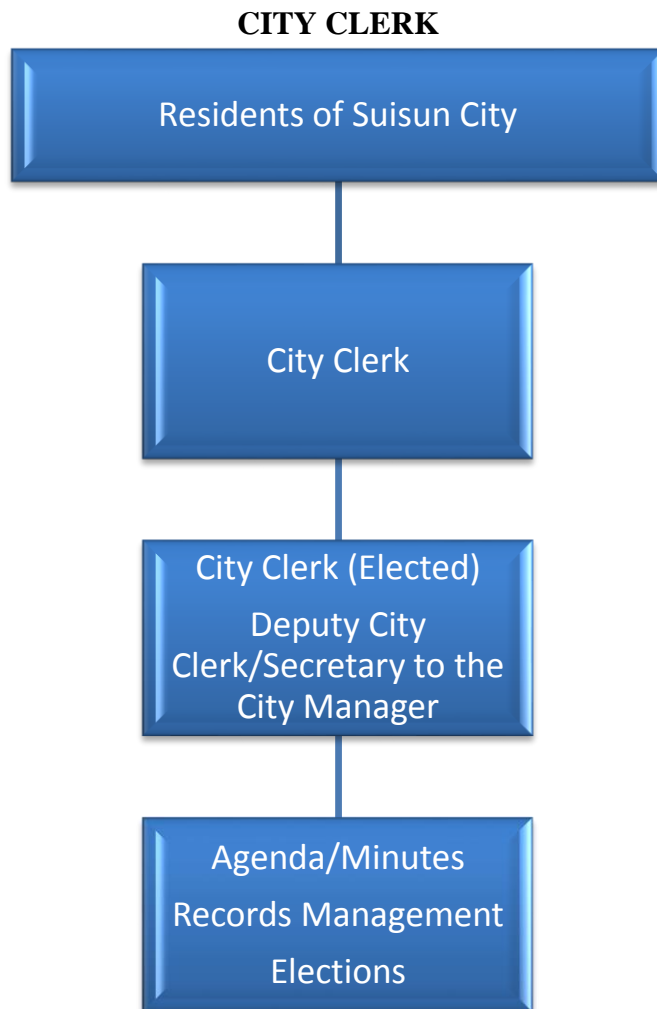 CITY CLERK
Residents of Suisun City
City Clerk
City Clerk (Elected)
Deputy City
Clerk/Secretary to the
City Manager
Agenda/Minutes
Records Management
Elections